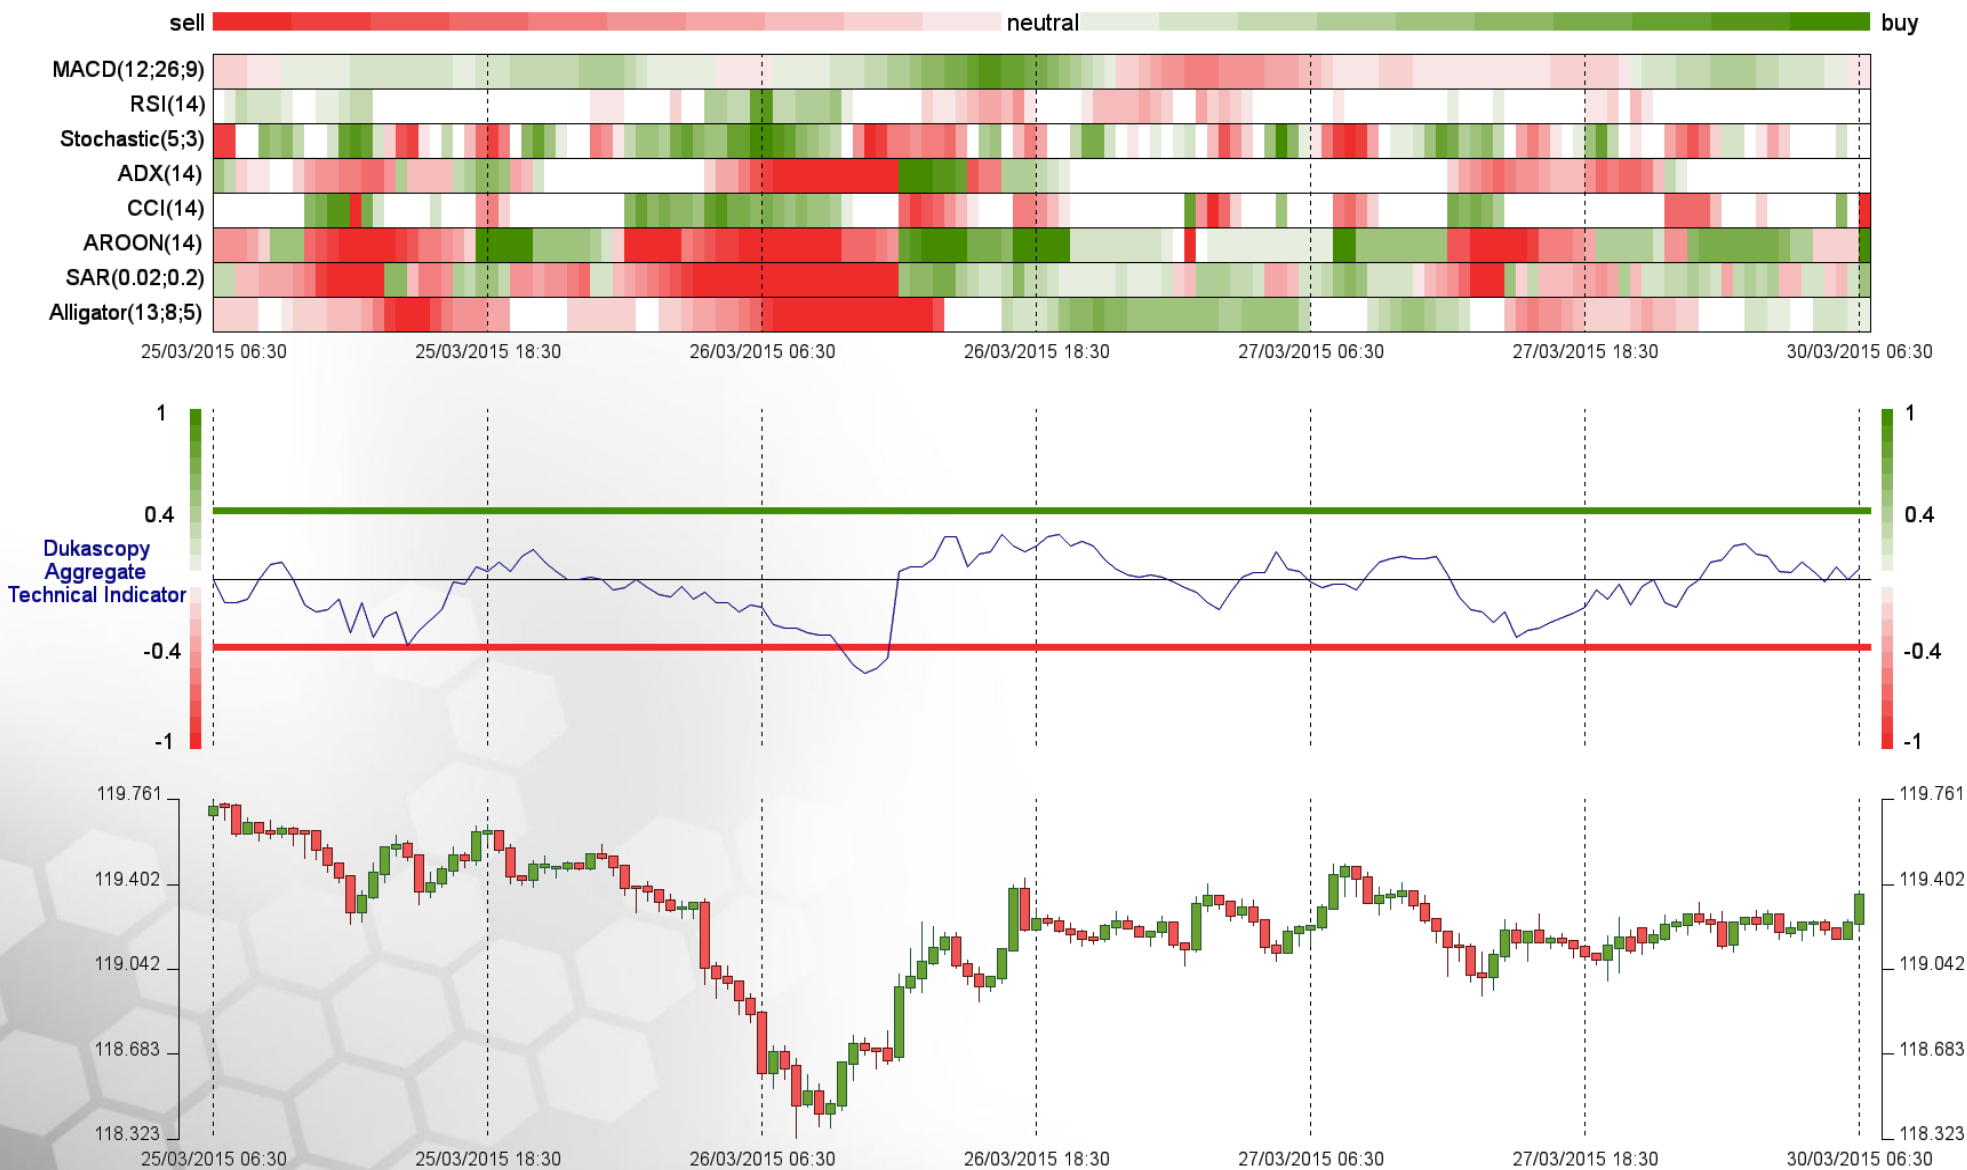 sell neutral buy
MACD(12;26;9)
RSI(14)
Stochastic(5;3)
ADX(14)
CCI(14)
AROON(14)
SAR(0.02;0.2)
Alligator(13;8;5)
25/03/2015 06:30 25/03/2015 18:30 26/03/2015 06:30 26/03/2015 18:30 27/03/2015 06:30 27/03/2015 18:30 30/03/2015 06:30
1 1
0.4 0.4
Dukascopy
Aggregate
Technical Indicator
-0.4 -0.4
-1 -1
119.761 119.761
119.402 119.402
119.042 119.042
118.683 118.683
118.323 118.323
25/03/2015 06:30 25/03/2015 18:30 26/03/2015 06:30 26/03/2015 18:30 27/03/2015 06:30 27/03/2015 18:30 30/03/2015 06:30